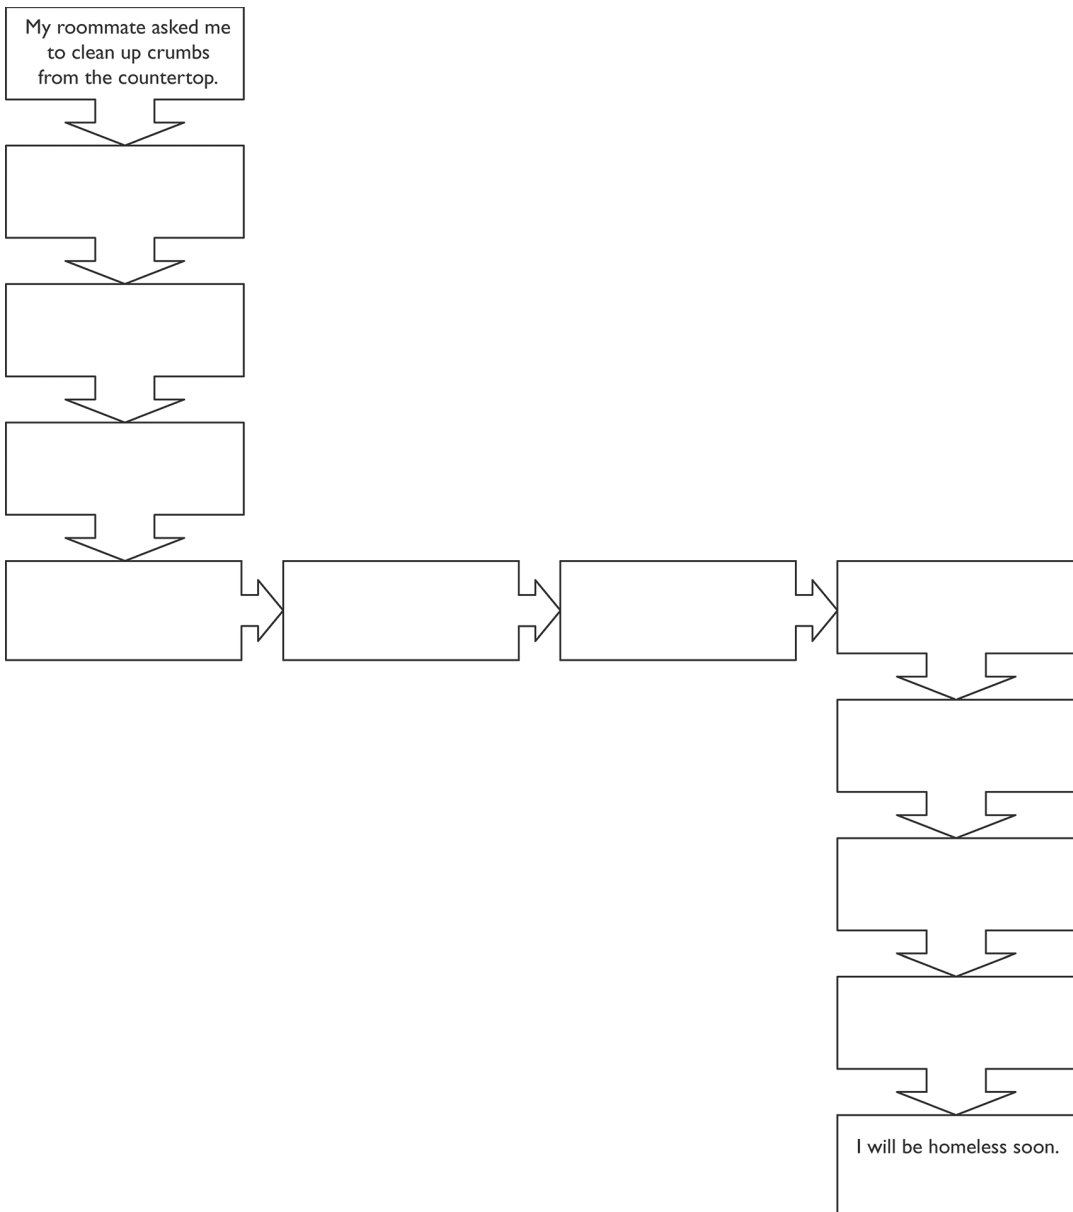 My roommate asked me
to clean up crumbs
from the countertop.
I will be homeless soon.